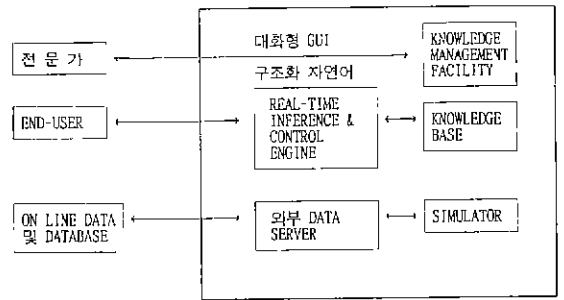 대화형 GUI
전 문 가
KNOWLEDGE
MANAGEMENT
FACILITY
구조화 자연어
END-USER
REAL-TIME
INFERENCE &
CONTROL
ENGINE
KNOWLEDGE
BASE
ON LINE DATA
및 DATABASE
외부 DATA
SERVER
SIMULATOR